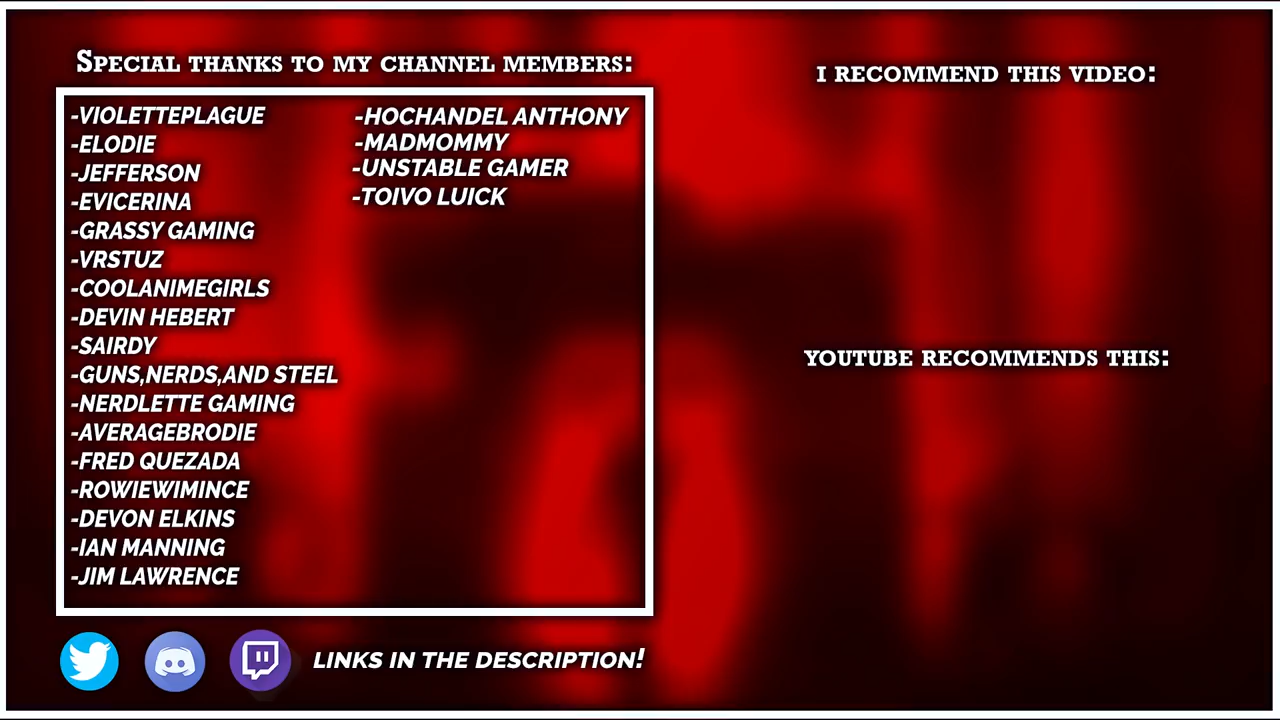 SPECIAL THANKS TO MY CHANNEL MEMBERS:
-VIOLETTEPLAGUE
-ELODIE
-JEFFERSON
-EVICERINA
-GRASSY GAMING
-VRSTUZ
-COOLANIMEGIRLS
-DEVIN HEBERT
-SAIRDY
-GUNS,NERDS,AND STEEL
-NERDLETTE GAMING
-AVERAGEBRODIE
-FRED QUEZADA
-ROWIEWIMINCE
-DEVON ELKINS
-IAN MANNING
-JIM LAWRENCE
-HOCHANDEL ANTHONY
-MADMOMMY
-UNSTABLE GAMER
-TOIVO LUICK
LINKS IN THE DESCRIPTION!
I RECOMMEND THIS VIDEO:
YOUTUBE RECOMMENDS THIS: